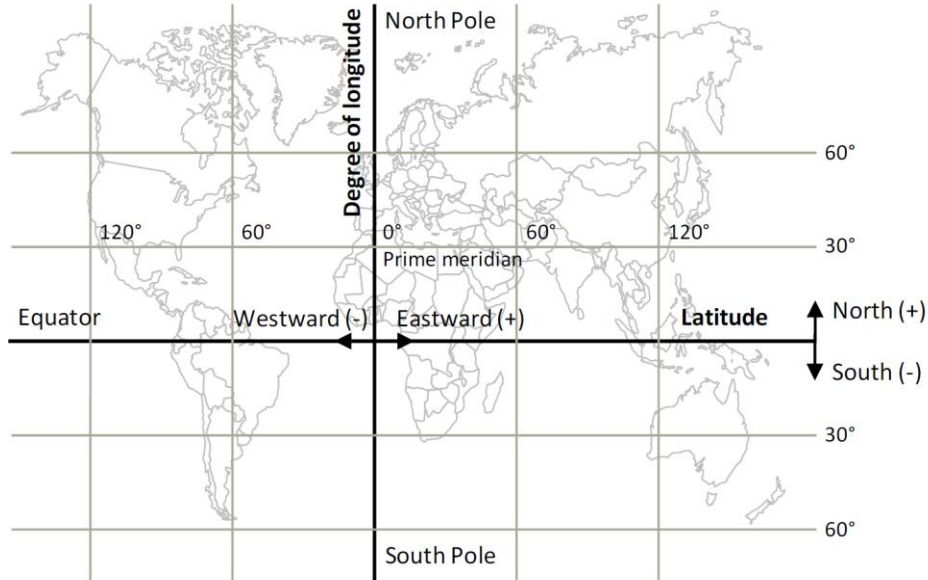 North Pole
Degree of longitude
60°
120°
60°
0°
60°
120°
30°
Prime meridian
Equator
Westward (-)
Eastward (+)
Latitude
North (+)
South (-)
30°
60°
South Pole